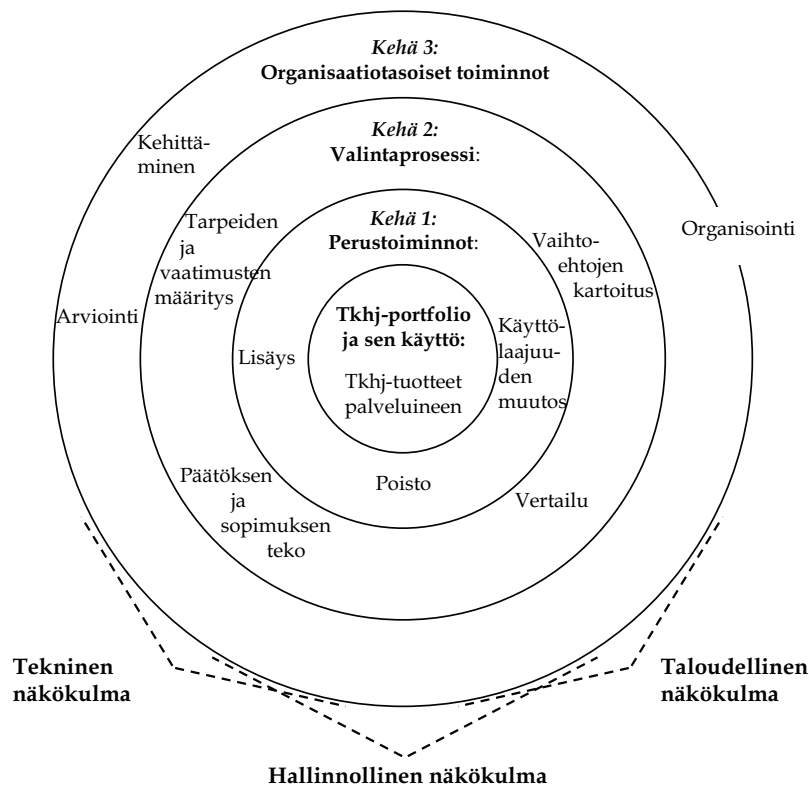 Kehä 3:
Organisaatiotasoiset toiminnot
Kehittä-
minen
Arviointi
Organisointi
Kehä 2:
Valintaprosessi:
Tarpeiden
ja
vaatimusten
määritys
Vaihto-
ehtojen
kartoitus
Päätöksen
ja
sopimuksen
teko
Vertailu
Kehä 1:
Perustoiminnot:
Lisäys
Käyttö-
laajuu-
den
muutos
Poisto
Tkhj-portfolio
ja sen käyttö:
Tkhj-tuotteet
palveluineen
Tekninen
näkökulma
Taloudellinen
näkökulma
Hallinnollinen näkökulma